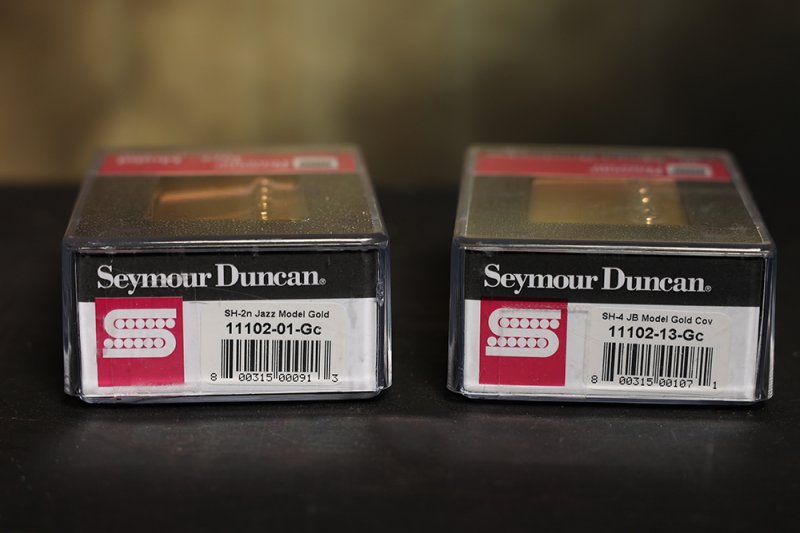 Seymour Duncan®
SH-2n Jazz Model Gold
11102-01-Gc
8 00315 00091 3
Seymour Duncan®
SH-4 JB Model Gold Cov
11102-13-Gc
8 00315 00107 1